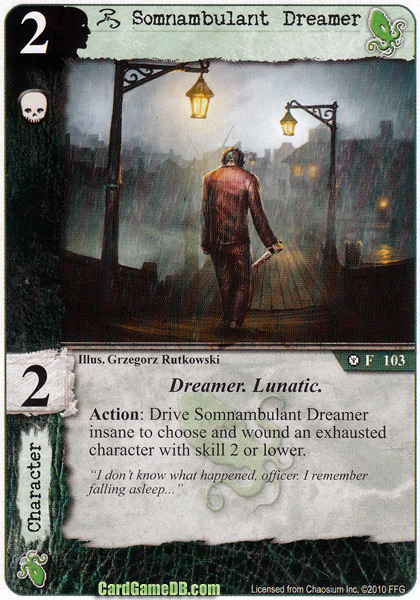 2
Somnambulant Dreamer
Illus. Grzegorz Rutkowski
F 103
2
Dreamer. Lunatic.
Action: Drive Somnambulant Dreamer
insane to choose and wound an exhausted
character with skill 2 or lower.
“I don’t know what happened, officer. I remember
falling asleep...”
Character
CardGameDB.com
Licensed from Chaosium Inc. ©2010 FFG